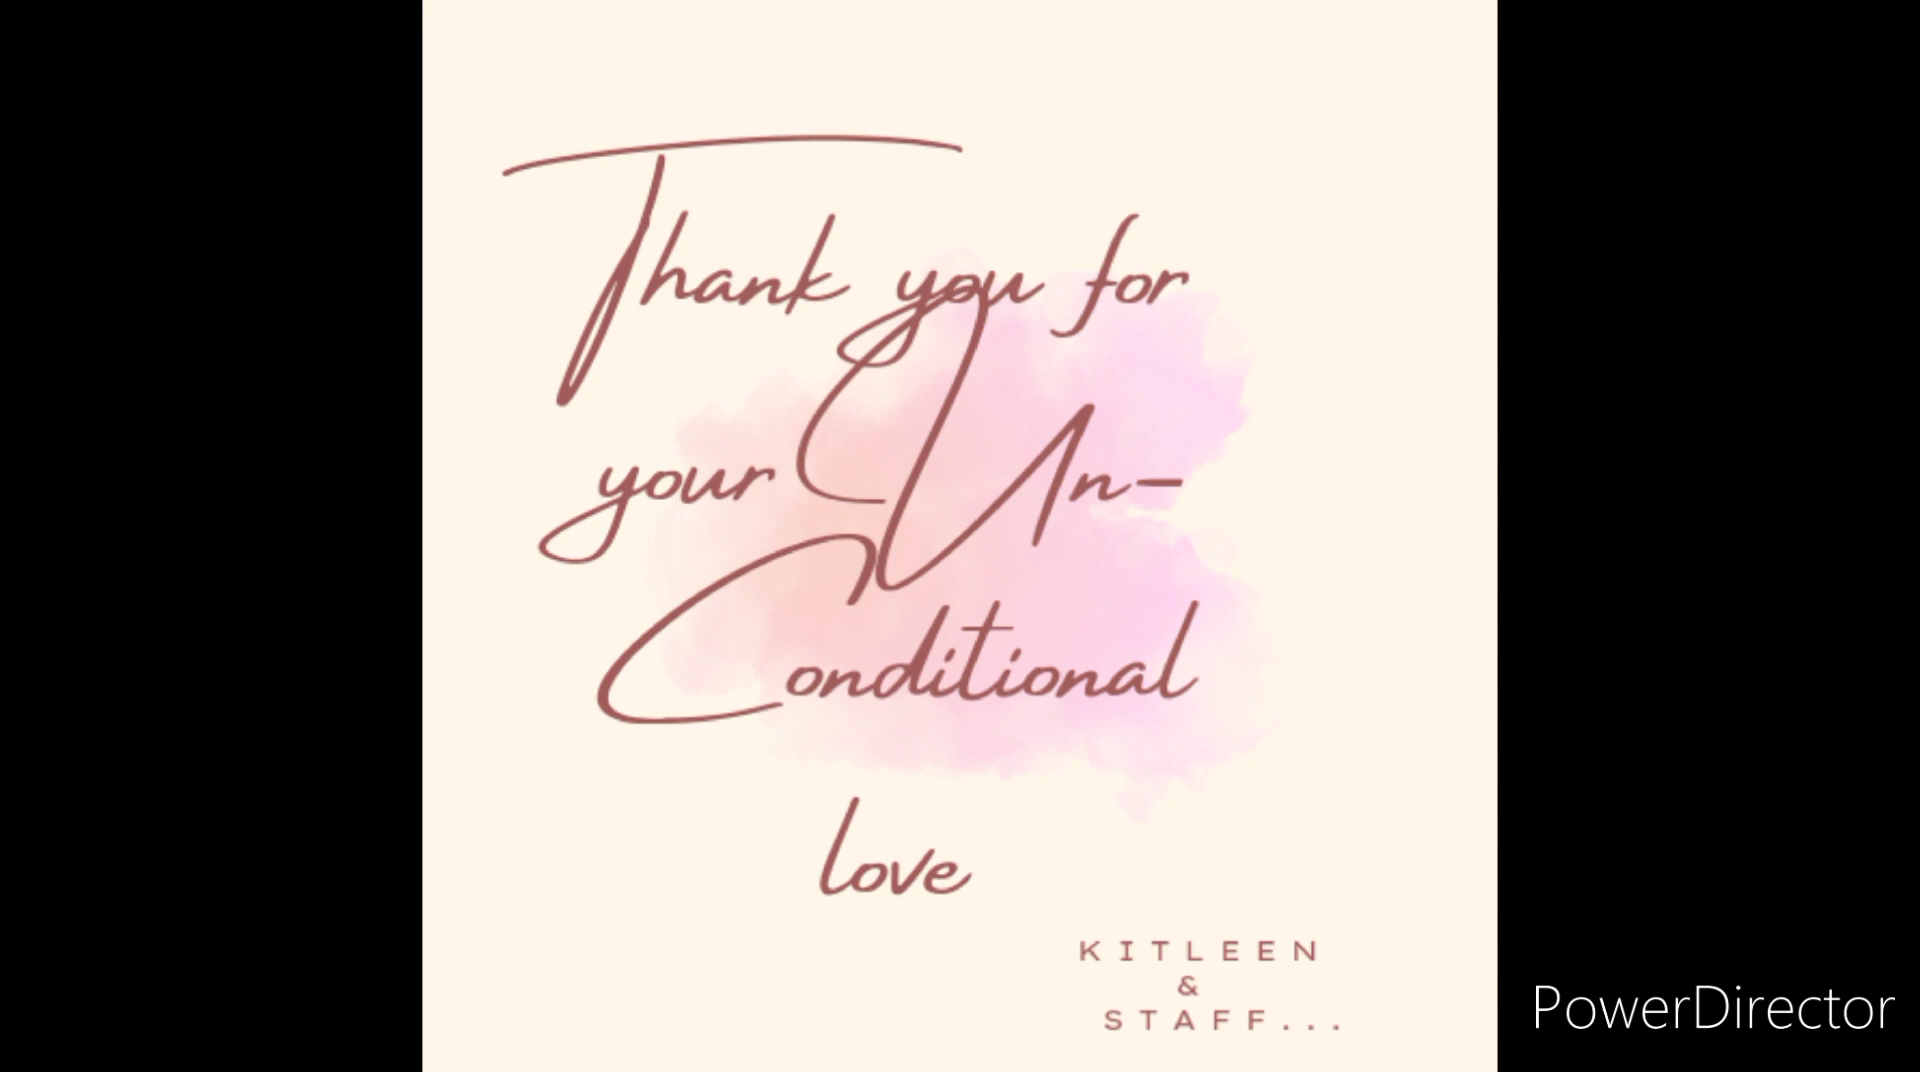 Thank you for
your Un-
Conditional
love
KITLEEN
&
STAFF...
PowerDirector